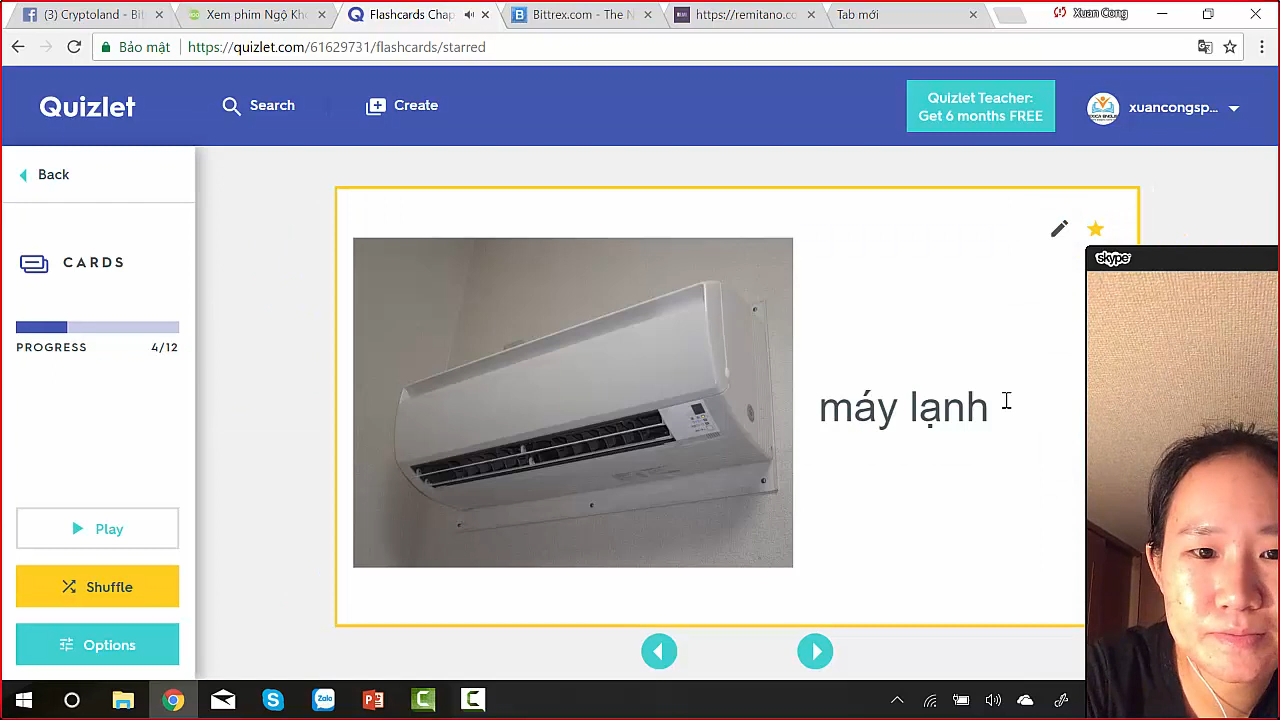 (3) Cryptoland - Bit
Xem phim Ngộ Kh
Flashcards Chap
Bittrex.com - The N
https://remitano.co
Tab mới
Xuan Cong
Bảo mật
https://quizlet.com/61629731/flashcards/starred
Quizlet
Search
Create
Quizlet Teacher:
Get 6 months FREE
xuancongsp...
Back
CARDS
PROGRESS 4/12
Play
Shuffle
Options
máy lạnh
skype
Zalo